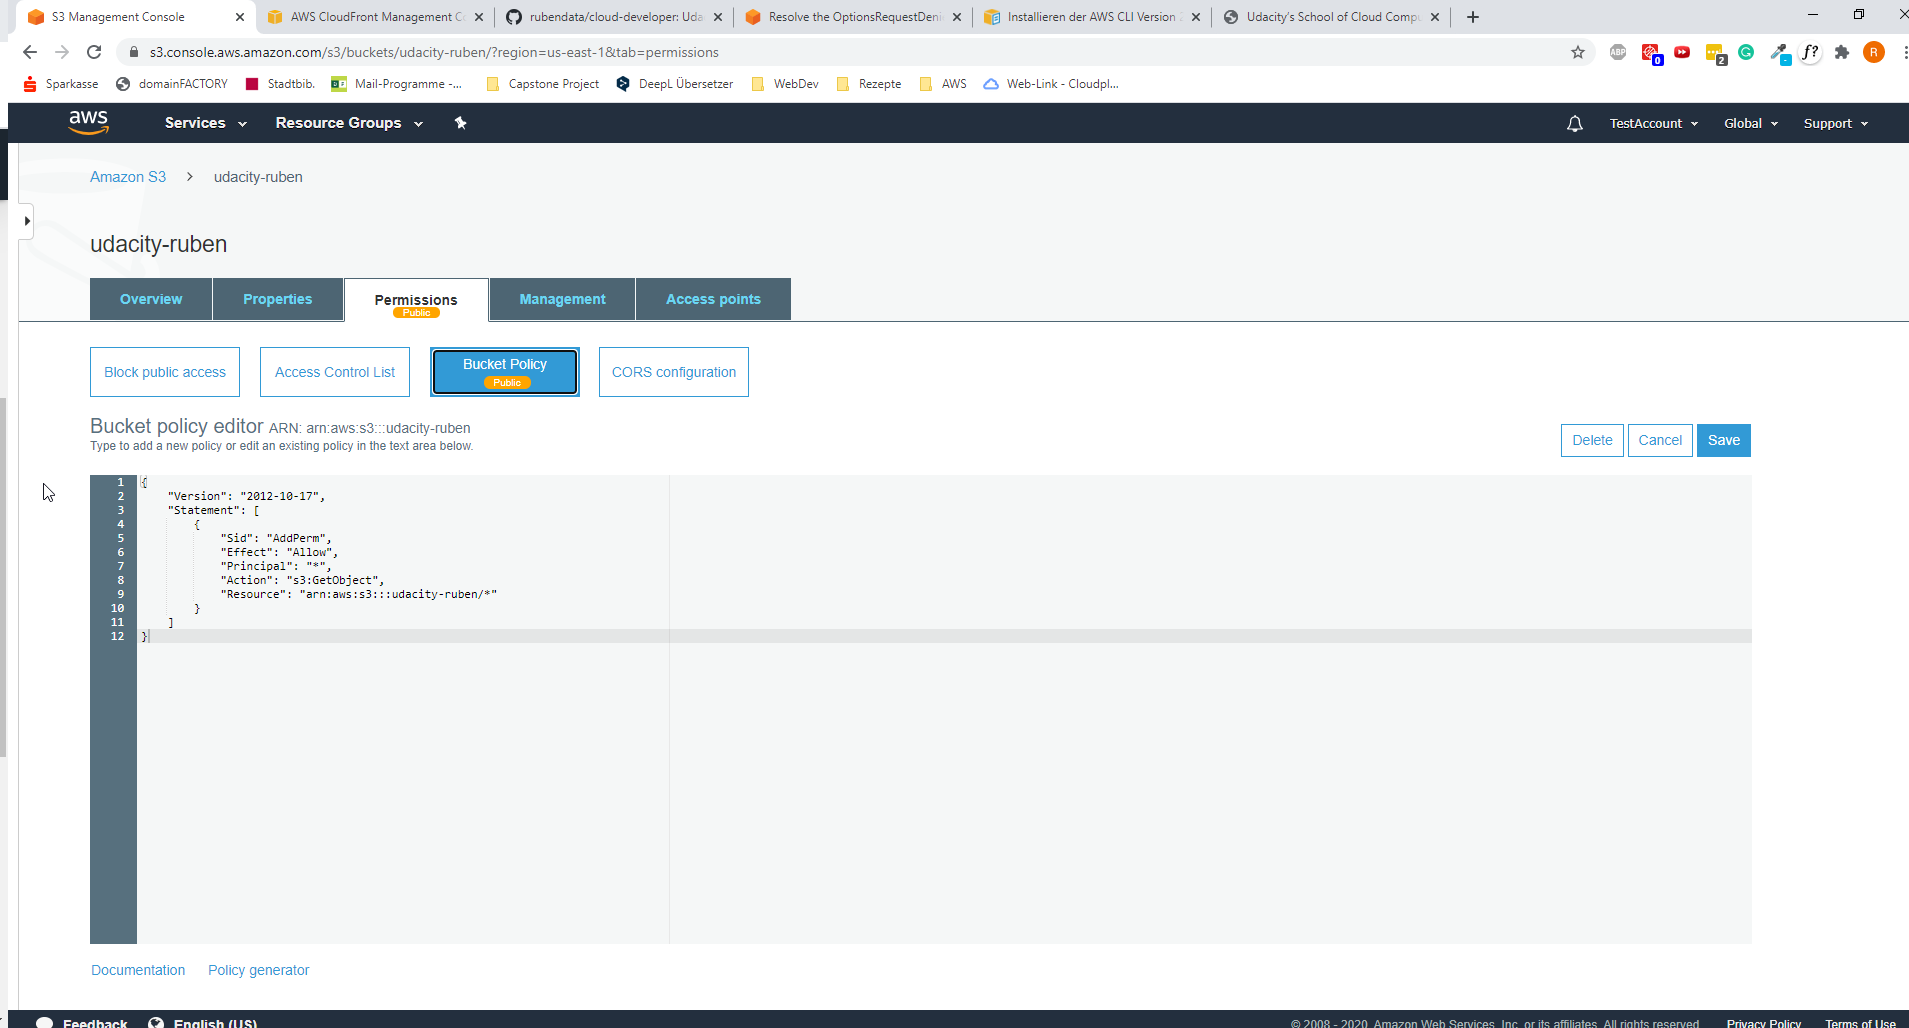 S3 Management Console
AWS CloudFront Management Co
rubendata/cloud-developer: Uda
Resolve the OptionsRequestDeni
Installieren der AWS CLI Version 2
Udacity's School of Cloud Compu
s3.console.aws.amazon.com/s3/buckets/udacity-ruben/?region=us-east-1&tab=permissions
ABP
0
2
f?
R
Sparkasse
domainFACTORY
Stadtbib.
Mail-Programme -...
Capstone Project
DeepL Übersetzer
WebDev
Rezepte
AWS
Web-Link - Cloudpl...
aws
Services
Resource Groups
TestAccount
Global
Support
Amazon S3 > udacity-ruben
udacity-ruben
Overview
Properties
Permissions
Public
Management
Access points
Block public access
Access Control List
Bucket Policy
Public
CORS configuration
Bucket policy editor ARN: arn:aws:s3:::udacity-ruben
Type to add a new policy or edit an existing policy in the text area below.
Delete
Cancel
Save
1 {
2 "Version": "2012-10-17",
3 "Statement": [
4 {
5 "Sid": "AddPerm",
6 "Effect": "Allow",
7 "Principal": "*",
8 "Action": "s3:GetObject",
9 "Resource": "arn:aws:s3:::udacity-ruben/*"
10 }
11 ]
12 }
Documentation
Policy generator
Feedback
English (US)
© 2008 - 2020, Amazon Web Services, Inc. or its affiliates. All rights reserved.
Privacy Policy
Terms of Use